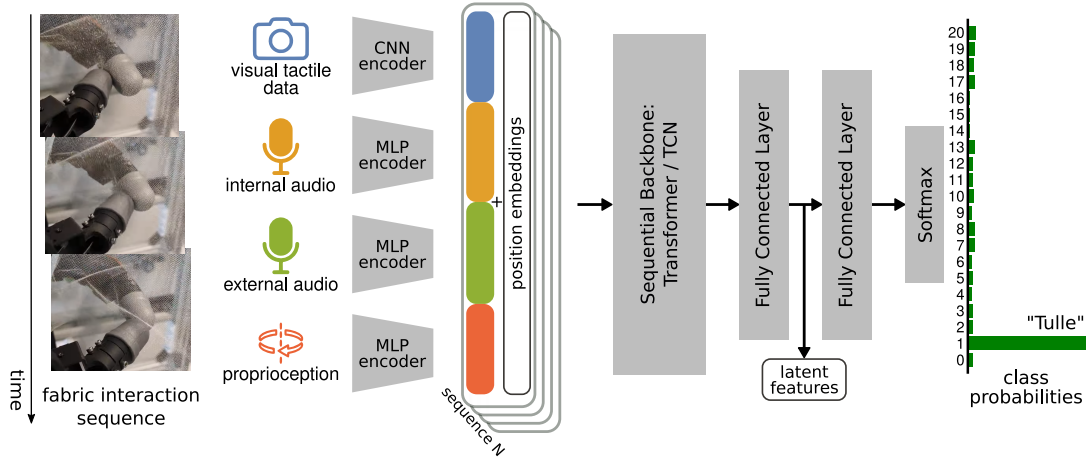 time
fabric interaction
sequence
visual tactile
data
internal audio
external audio
proprioception
CNN
encoder
MLP
encoder
MLP
encoder
MLP
encoder
+
position embeddings
sequence N
Sequential Backbone:
Transformer / TCN
Fully Connected Layer
Fully Connected Layer
latent
features
Softmax
20
19
18
17
16
15
14
13
12
11
10
9
8
7
6
5
4
3
2
1
0
"Tulle"
class
probabilities